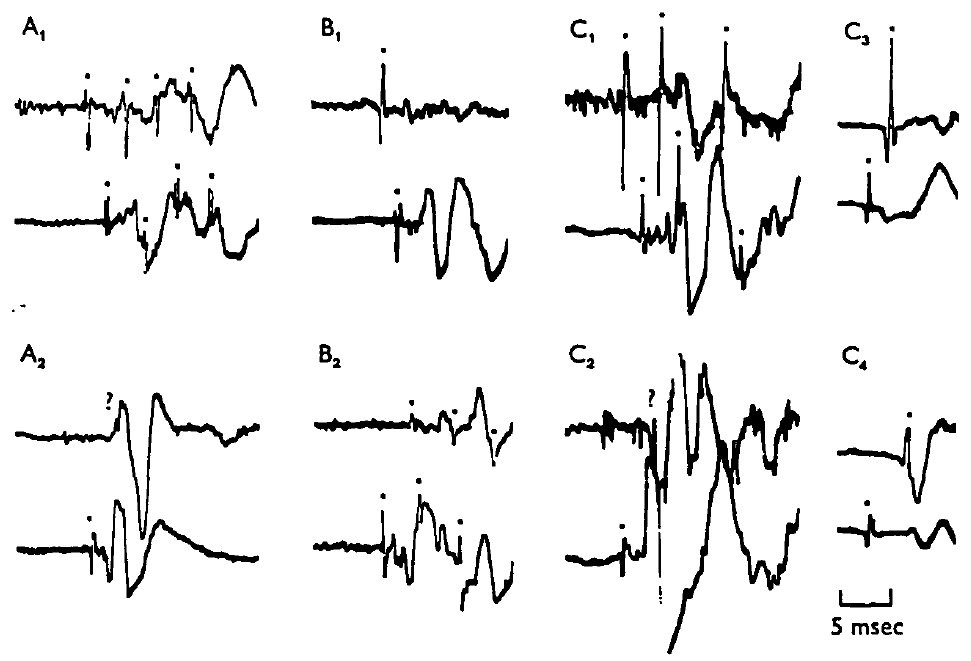 A₁
B₁
C₁
C₃
A₂
B₂
C₂
C₄
?
?
5 msec